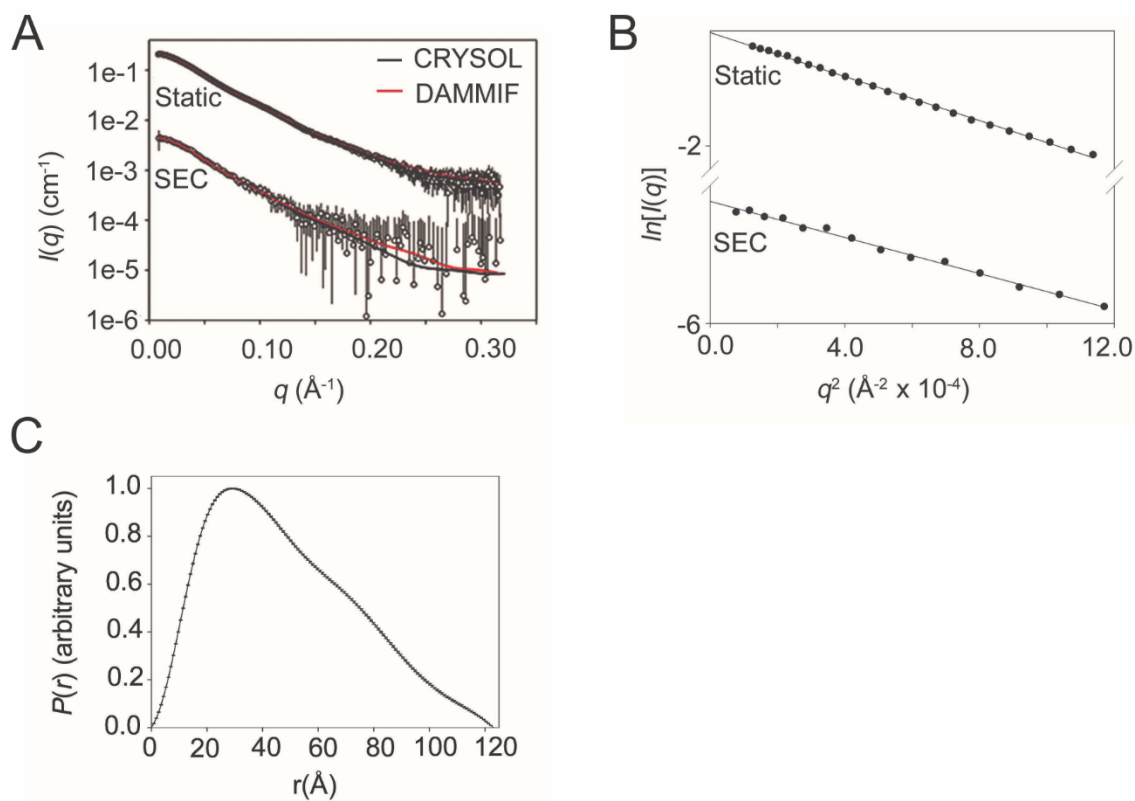 A
CRYSOL
DAMMIF
Static
SEC
I(q) (cm⁻¹)
1e-1
1e-2
1e-3
1e-4
1e-5
1e-6
0.00 0.10 0.20 0.30
q (Å⁻¹)
B
Static
SEC
ln[I(q)]
-2
-6
0.0 4.0 8.0 12.0
q² (Å⁻² x 10⁻⁴)
C
P(r) (arbitrary units)
1.0
0.8
0.6
0.4
0.2
0.0
0 20 40 60 80 100 120
r(Å)